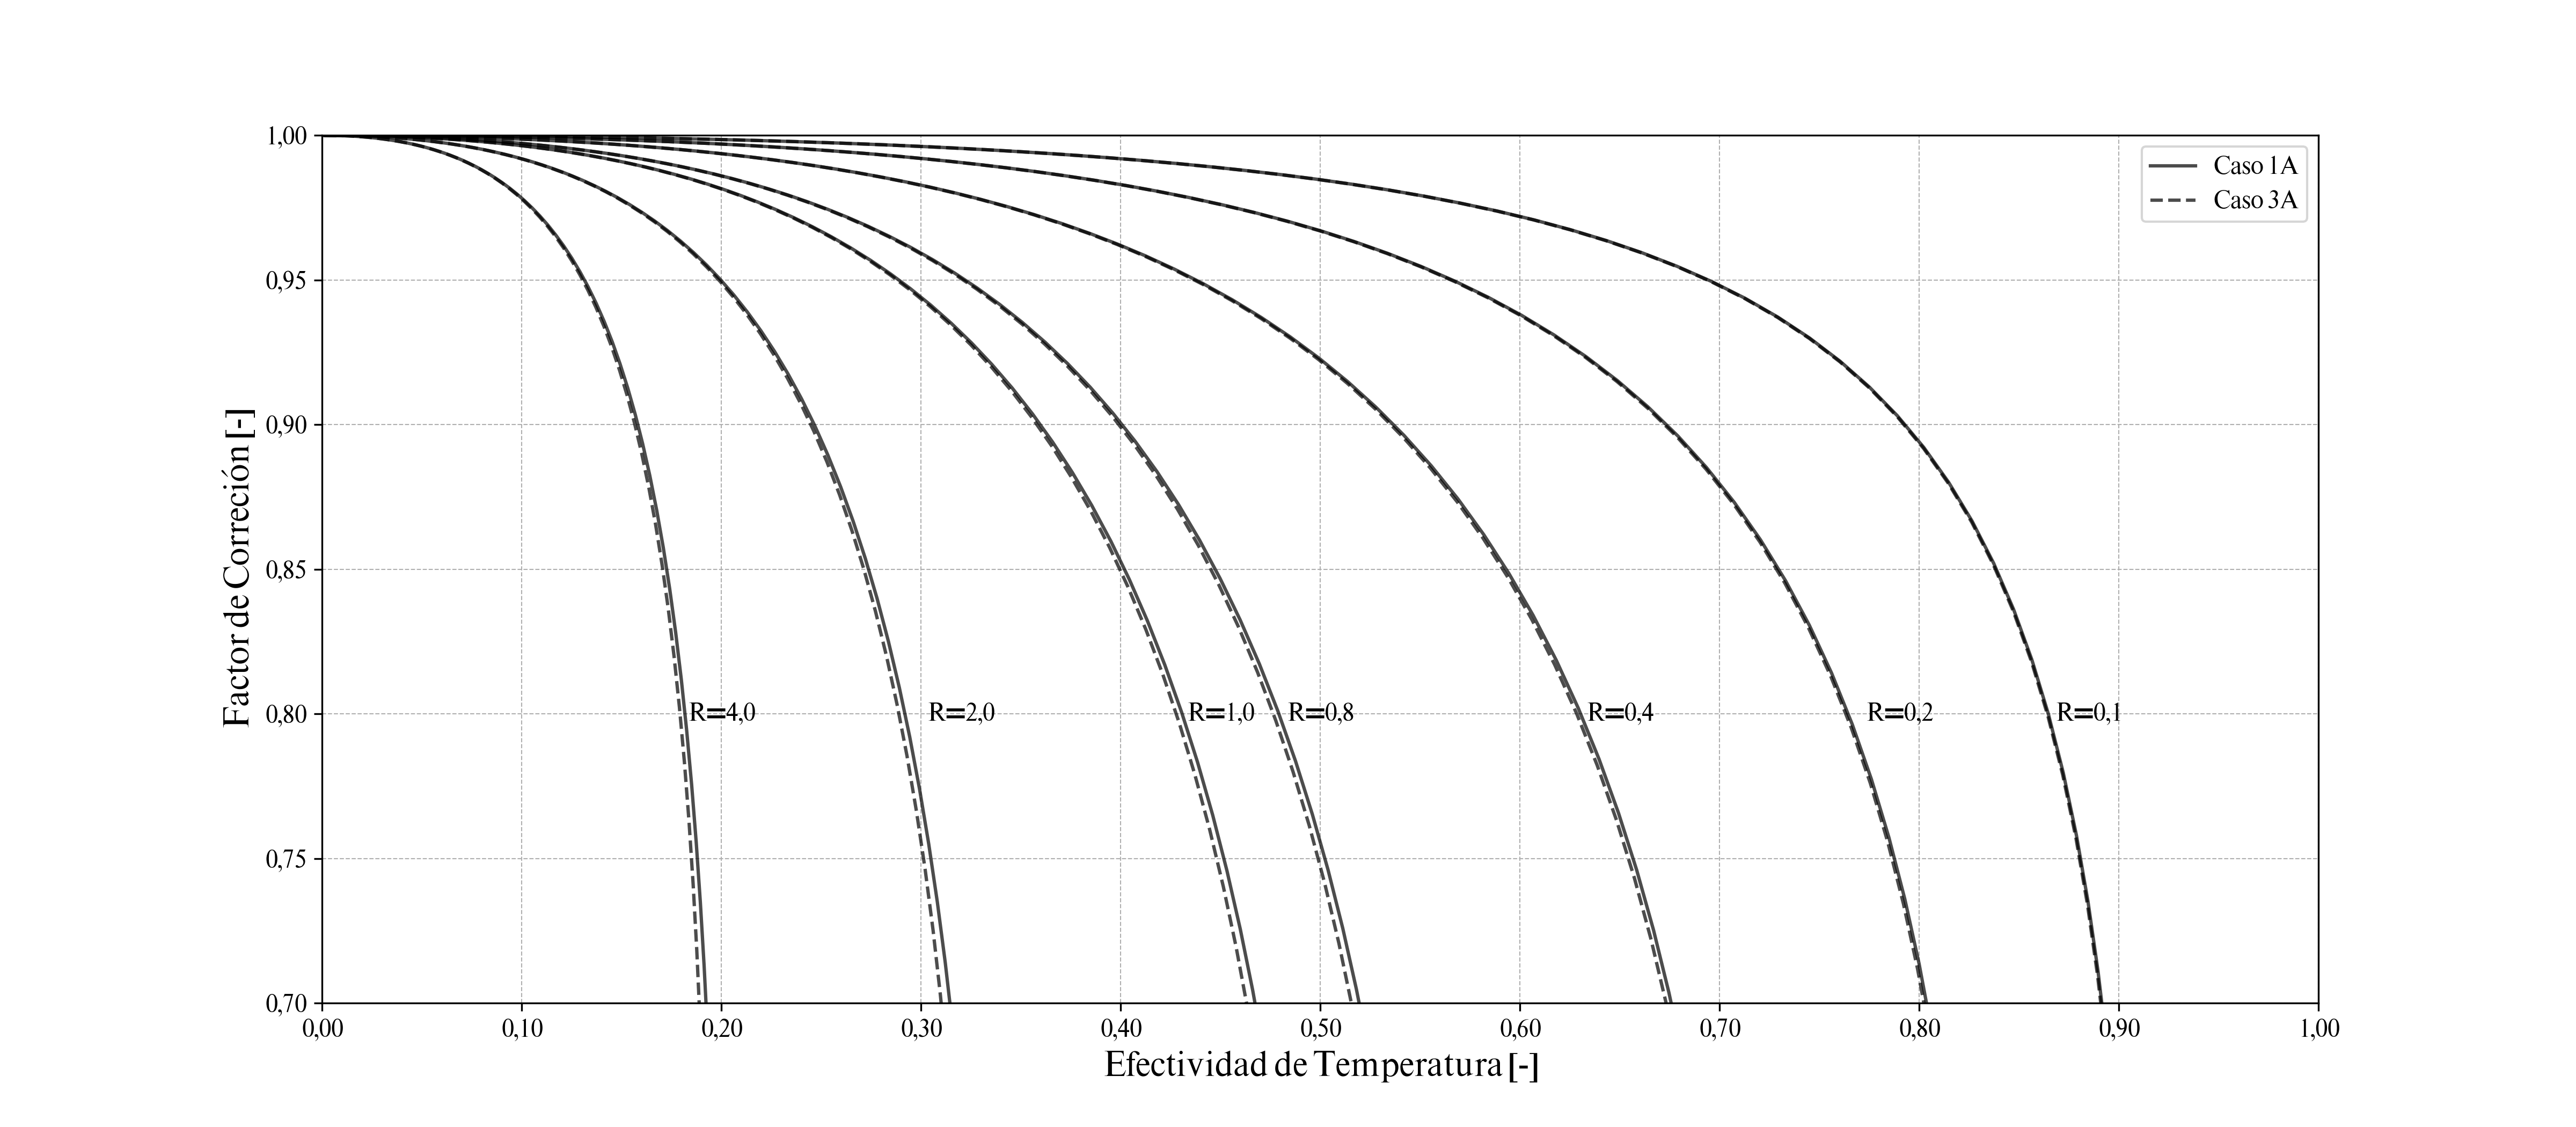 1,00
0,95
0,90
0,85
0,80
0,75
0,70
Factor de Correción [-]
Caso 1A
Caso 3A
R=4,0
R=2,0
R=1,0
R=0,8
R=0,4
R=0,2
R=0,1
0,00
0,10
0,20
0,30
0,40
0,50
0,60
0,70
0,80
0,90
1,00
Efectividad de Temperatura [-]